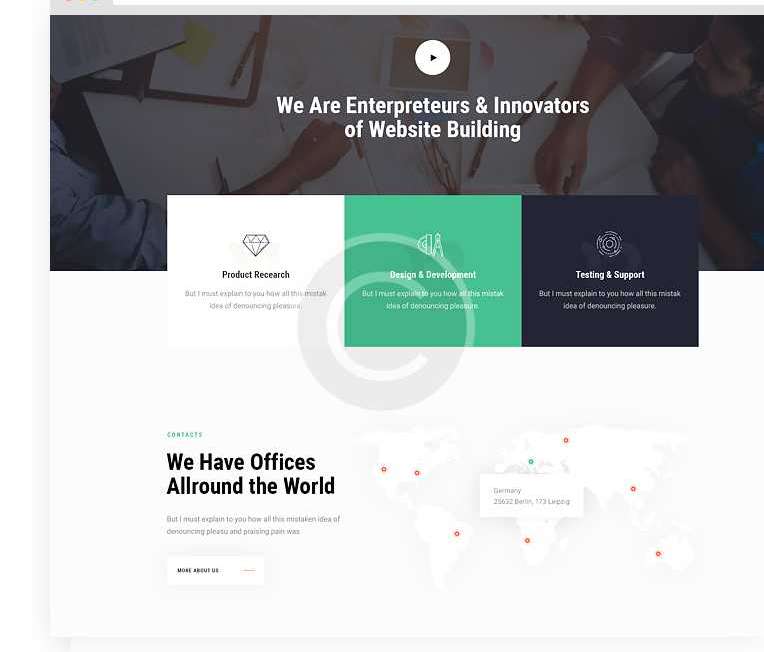 We Are Enterpreteurs & Innovators
of Website Building
Product Recearch
But I must explain to you how all this mistak
idea of denouncing pleasure.
Design & Development
But I must explain to you how all this mistak
idea of denouncing pleasure.
Testing & Support
But I must explain to you how all this mistak
idea of denouncing pleasure.
CONTACTS
We Have Offices
Allround the World
But I must explain to you how all this mistaken idea of
denouncing pleasu and praising pain was
MORE ABOUT US
Germany
25632 Berlin, 173 Leipzig